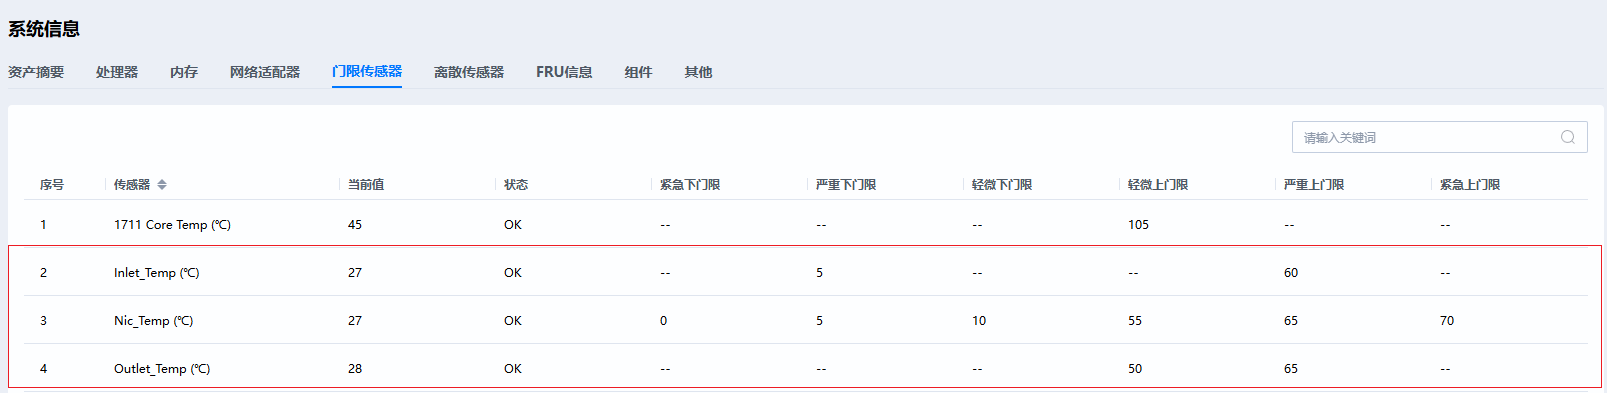 系统信息
资产摘要 处理器 内存 网络适配器 门限传感器 离散传感器 FRU信息 组件 其他
请输入关键词
序号 传感器 当前值 状态 紧急下门限 严重下门限 轻微下门限 轻微上门限 严重上门限 紧急上门限
1 1711 Core Temp (℃) 45 OK -- -- -- 105 -- --
2 Inlet_Temp (℃) 27 OK -- 5 -- -- 60 --
3 Nic_Temp (℃) 27 OK 0 5 10 55 65 70
4 Outlet_Temp (℃) 28 OK -- -- -- 50 65 --